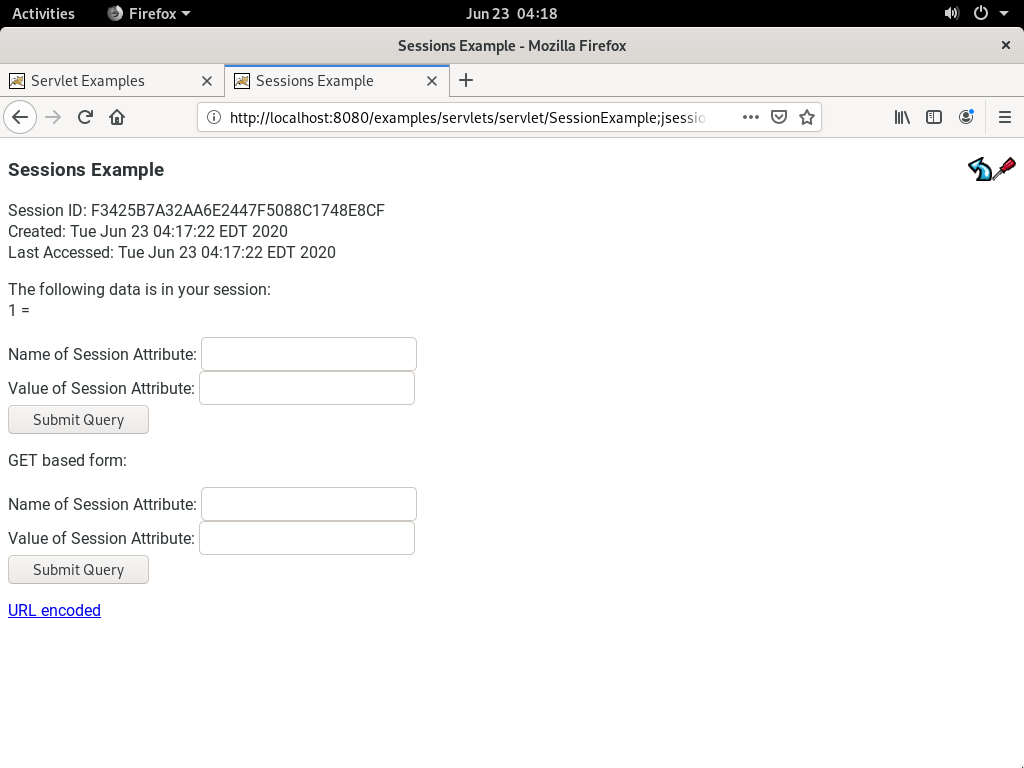 Activities Firefox Jun 23 04:18
Sessions Example - Mozilla Firefox
Servlet Examples Sessions Example
http://localhost:8080/examples/servlets/servlet/SessionExample;jsessio
Sessions Example
Session ID: F3425B7A32AA6E2447F5088C1748E8CF
Created: Tue Jun 23 04:17:22 EDT 2020
Last Accessed: Tue Jun 23 04:17:22 EDT 2020
The following data is in your session:
1 =
Name of Session Attribute:
Value of Session Attribute:
Submit Query
GET based form:
Name of Session Attribute:
Value of Session Attribute:
Submit Query
URL encoded